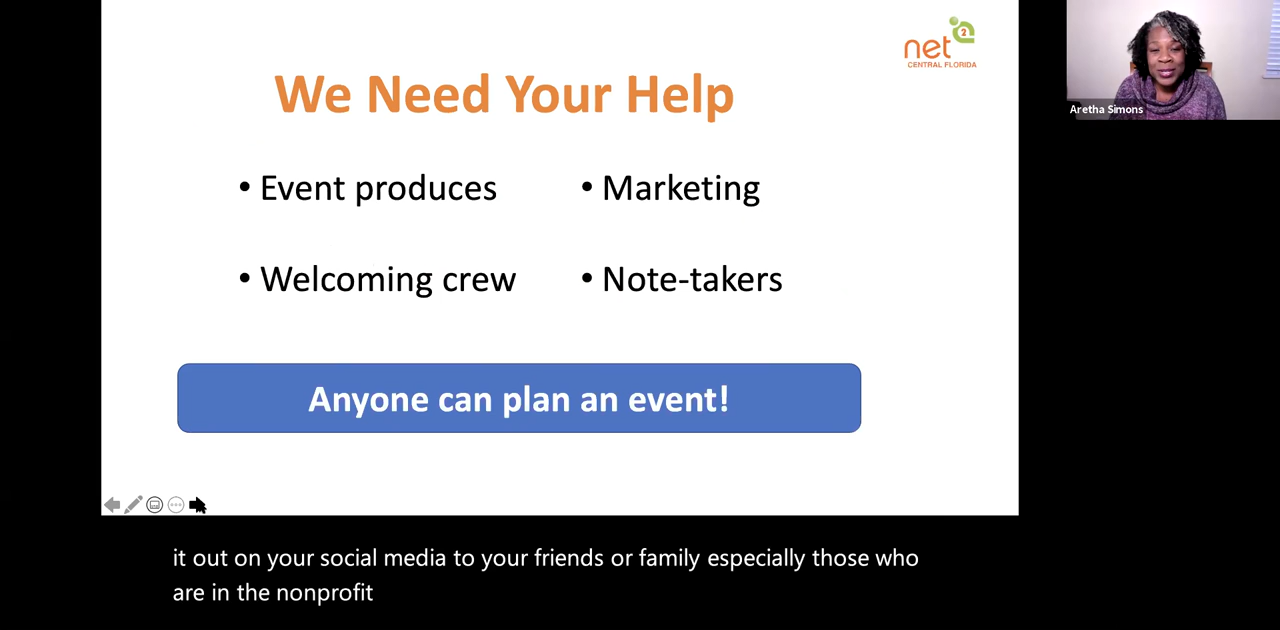 net 2
CENTRAL FLORIDA
We Need Your Help
• Event produces
• Marketing
• Welcoming crew
• Note-takers
Anyone can plan an event!
Aretha Simons
it out on your social media to your friends or family especially those who
are in the nonprofit